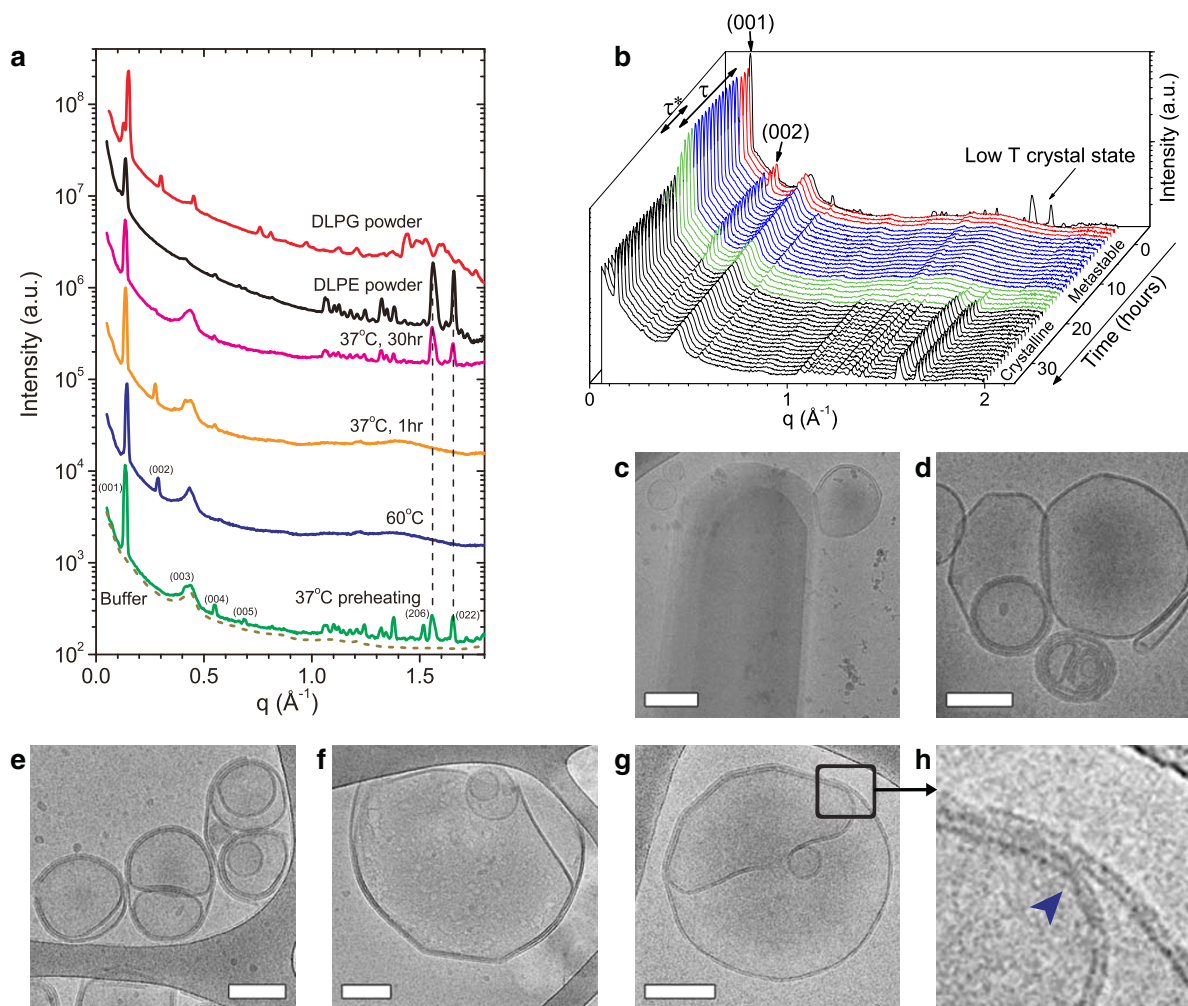 a
Intensity (a.u.)
10⁸
10⁷
10⁶
10⁵
10⁴
10³
10²
DLPG powder
DLPE powder
37°C, 30hr
37°C, 1hr
60°C
37°C preheating
Buffer
(001)
(002)
(003)
(004)
(005)
(206)
(022)
0.0 0.5 1.0 1.5
q (Å⁻¹)
b
(001)
τ*
τ
(002)
Low T crystal state
Intensity (a.u.)
0
10
20
30
Metastable
Crystalline
Time (hours)
0 1 2
q (Å⁻¹)
c
d
e
f
g
h